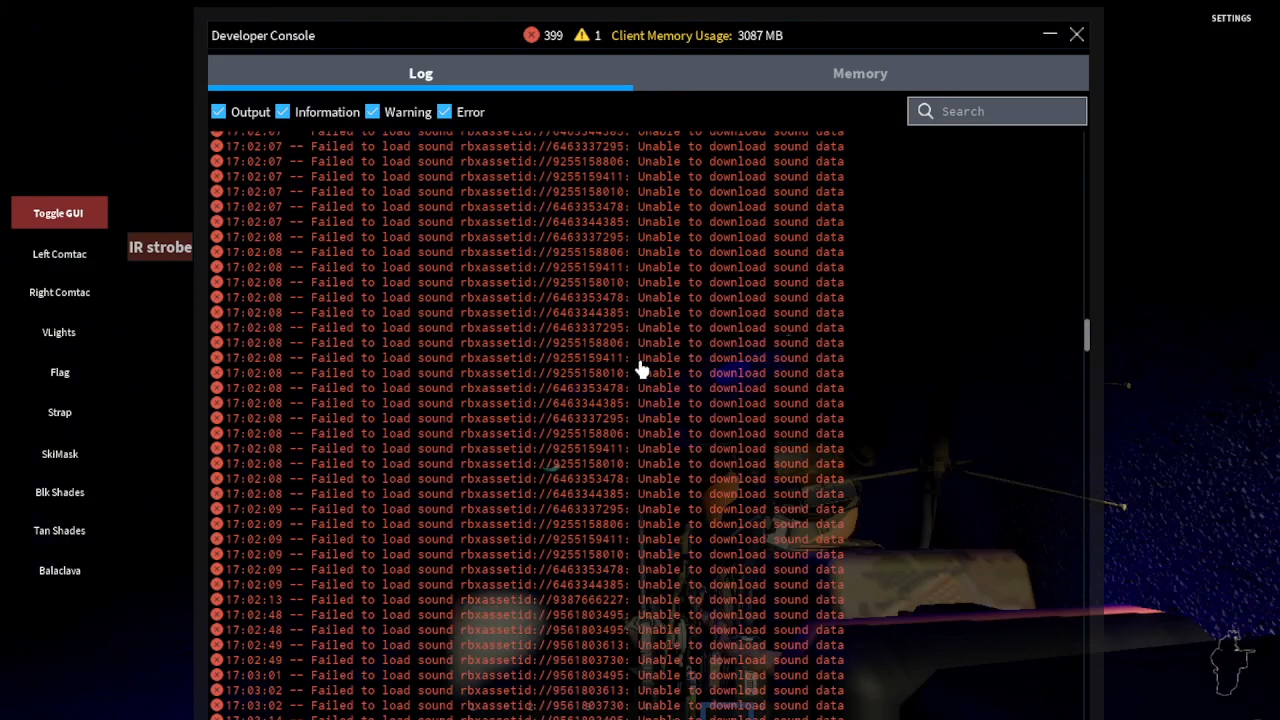 SETTINGS
Developer Console
399
1
Client Memory Usage: 3087 MB
Log
Memory
Output
Information
Warning
Error
Search
17:02:07 -- Failed to load sound rbxassetid://6463344385: Unable to download sound data
17:02:07 -- Failed to load sound rbxassetid://6463337295: Unable to download sound data
17:02:07 -- Failed to load sound rbxassetid://9255158806: Unable to download sound data
17:02:07 -- Failed to load sound rbxassetid://9255159411: Unable to download sound data
17:02:07 -- Failed to load sound rbxassetid://9255158010: Unable to download sound data
17:02:07 -- Failed to load sound rbxassetid://6463353478: Unable to download sound data
17:02:07 -- Failed to load sound rbxassetid://6463344385: Unable to download sound data
17:02:08 -- Failed to load sound rbxassetid://6463337295: Unable to download sound data
17:02:08 -- Failed to load sound rbxassetid://9255158806: Unable to download sound data
17:02:08 -- Failed to load sound rbxassetid://9255159411: Unable to download sound data
17:02:08 -- Failed to load sound rbxassetid://9255158010: Unable to download sound data
17:02:08 -- Failed to load sound rbxassetid://6463353478: Unable to download sound data
17:02:08 -- Failed to load sound rbxassetid://6463344385: Unable to download sound data
17:02:08 -- Failed to load sound rbxassetid://6463337295: Unable to download sound data
17:02:08 -- Failed to load sound rbxassetid://9255158806: Unable to download sound data
17:02:08 -- Failed to load sound rbxassetid://9255159411: Unable to download sound data
17:02:08 -- Failed to load sound rbxassetid://9255158010: Unable to download sound data
17:02:08 -- Failed to load sound rbxassetid://6463353478: Unable to download sound data
17:02:08 -- Failed to load sound rbxassetid://6463344385: Unable to download sound data
17:02:08 -- Failed to load sound rbxassetid://6463337295: Unable to download sound data
17:02:08 -- Failed to load sound rbxassetid://9255158806: Unable to download sound data
17:02:08 -- Failed to load sound rbxassetid://9255159411: Unable to download sound data
17:02:08 -- Failed to load sound rbxassetid://9255158010: Unable to download sound data
17:02:08 -- Failed to load sound rbxassetid://6463353478: Unable to download sound data
17:02:08 -- Failed to load sound rbxassetid://6463344385: Unable to download sound data
17:02:09 -- Failed to load sound rbxassetid://6463337295: Unable to download sound data
17:02:09 -- Failed to load sound rbxassetid://9255158806: Unable to download sound data
17:02:09 -- Failed to load sound rbxassetid://9255159411: Unable to download sound data
17:02:09 -- Failed to load sound rbxassetid://9255158010: Unable to download sound data
17:02:09 -- Failed to load sound rbxassetid://6463353478: Unable to download sound data
17:02:09 -- Failed to load sound rbxassetid://6463344385: Unable to download sound data
17:02:13 -- Failed to load sound rbxassetid://9387666227: Unable to download sound data
17:02:48 -- Failed to load sound rbxassetid://9561803495: Unable to download sound data
17:02:48 -- Failed to load sound rbxassetid://9561803495: Unable to download sound data
17:02:49 -- Failed to load sound rbxassetid://9561803613: Unable to download sound data
17:02:49 -- Failed to load sound rbxassetid://9561803730: Unable to download sound data
17:03:01 -- Failed to load sound rbxassetid://9561803495: Unable to download sound data
17:03:02 -- Failed to load sound rbxassetid://9561803613: Unable to download sound data
17:03:02 -- Failed to load sound rbxassetid://9561803730: Unable to download sound data
17:03:14 -- Failed to load sound rbxassetid://9561803495: Unable to download sound data
Toggle GUI
IR strobe
Left Comtac
Right Comtac
VLights
Flag
Strap
SkiMask
Blk Shades
Tan Shades
Balaclava